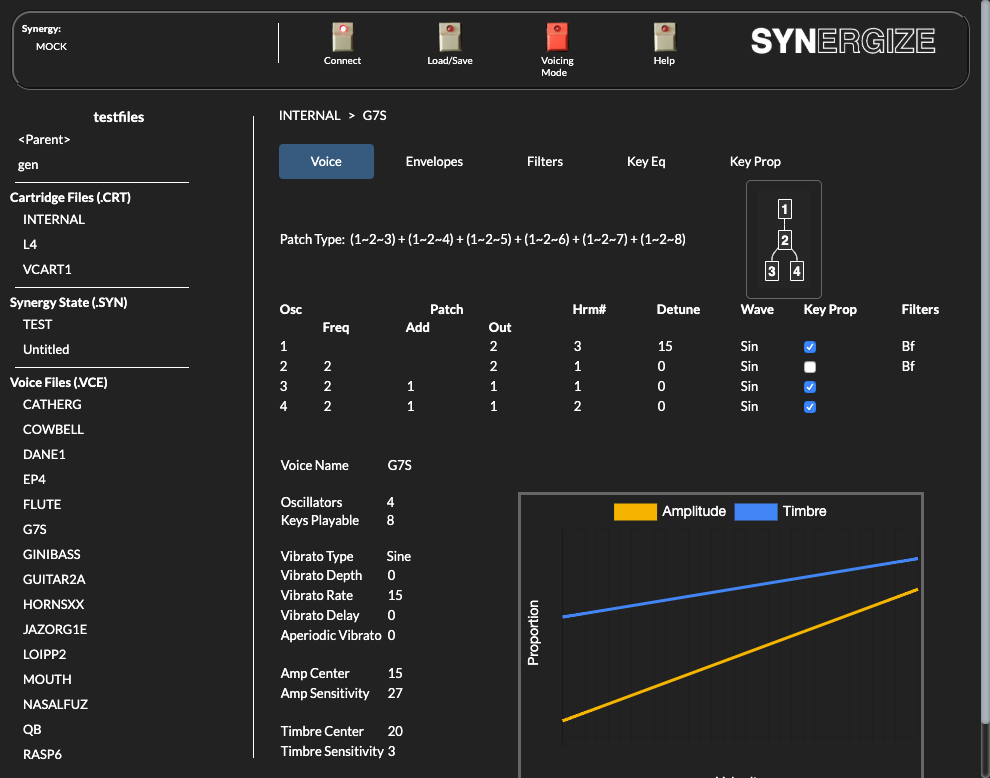 Synergy:
MOCK
Connect
Load/Save
Voicing
Mode
Help
SYNERGIZE
testfiles
<Parent>
gen
Cartridge Files (.CRT)
INTERNAL
L4
VCART1
Synergy State (.SYN)
TEST
Untitled
Voice Files (.VCE)
CATHERG
COWBELL
DANE1
EP4
FLUTE
G7S
GINIBASS
GUITAR2A
HORNSXX
JAZORG1E
LOIPP2
MOUTH
NASALFUZ
QB
RASP6
INTERNAL > G7S
Voice Envelopes Filters Key Eq Key Prop
Patch Type: (1~2~3) + (1~2~4) + (1~2~5) + (1~2~6) + (1~2~7) + (1~2~8)
1
2
3 4
Osc Patch Hrm# Detune Wave Key Prop Filters
Freq Add Out
1 2 3 15 Sin Bf
2 2 2 1 0 Sin Bf
3 2 1 1 1 0 Sin
4 2 1 1 2 0 Sin
Voice Name G7S
Oscillators 4
Keys Playable 8
Vibrato Type Sine
Vibrato Depth 0
Vibrato Rate 15
Vibrato Delay 0
Aperiodic Vibrato 0
Amp Center 15
Amp Sensitivity 27
Timbre Center 20
Timbre Sensitivity 3
Amplitude Timbre
Proportion